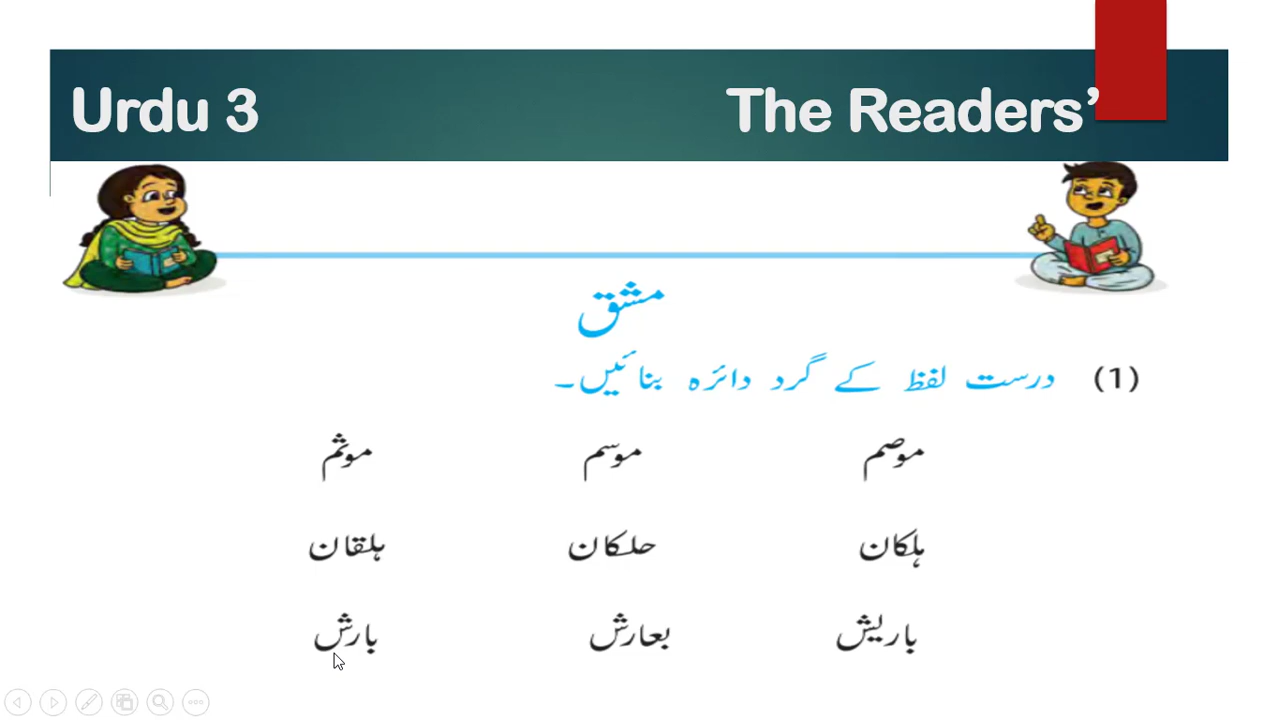 Urdu 3 The Readers’
مشق
(1) درست لفظ کے گرد دائرہ بنائیں۔
موصم موسم موثم
ہلکان حلکان ہلقان
باریش بعارش بارش